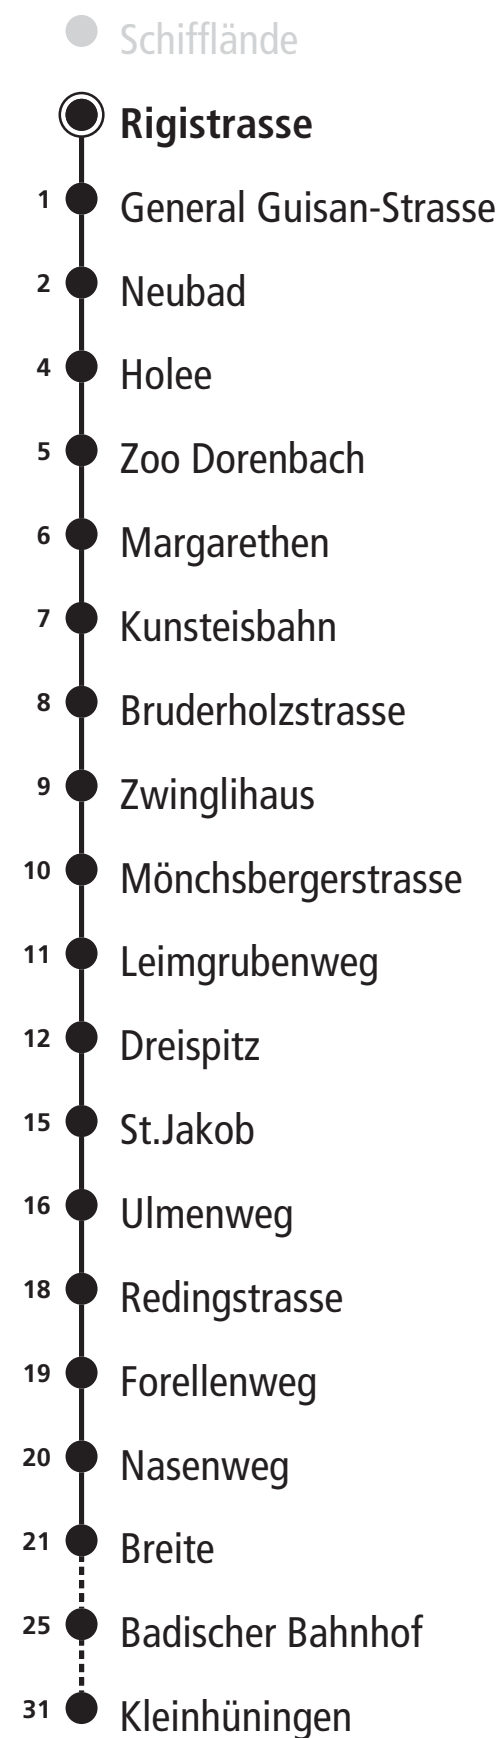 Schifflände
Rigistrasse
1 General Guisan-Strasse
2 Neubad
4 Holee
5 Zoo Dorenbach
6 Margarethen
7 Kunsteisbahn
8 Bruderholzstrasse
9 Zwinglihaus
10 Mönchsbergerstrasse
11 Leimgrubenweg
12 Dreispitz
15 St.Jakob
16 Ulmenweg
18 Redingstrasse
19 Forellenweg
20 Nasenweg
21 Breite
25 Badischer Bahnhof
31 Kleinhüningen